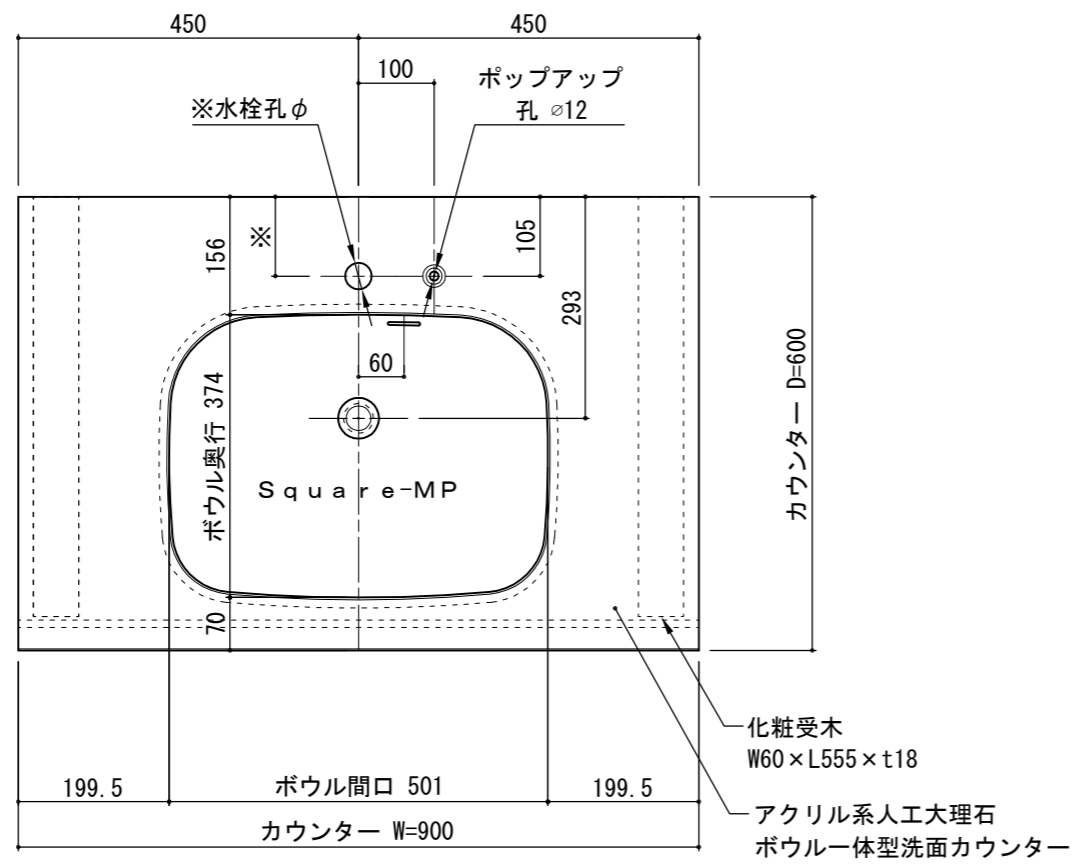 450
450
100
ポップアップ
孔 ⌀12
※水栓孔φ
※
156
105
293
60
ボウル奥行 374
Square-MP
カウンター D=600
70
化粧受木
W60×L555×t18
199.5
ボウル間口 501
199.5
アクリル系人工大理石
ボウル一体型洗面カウンター
カウンター W=900